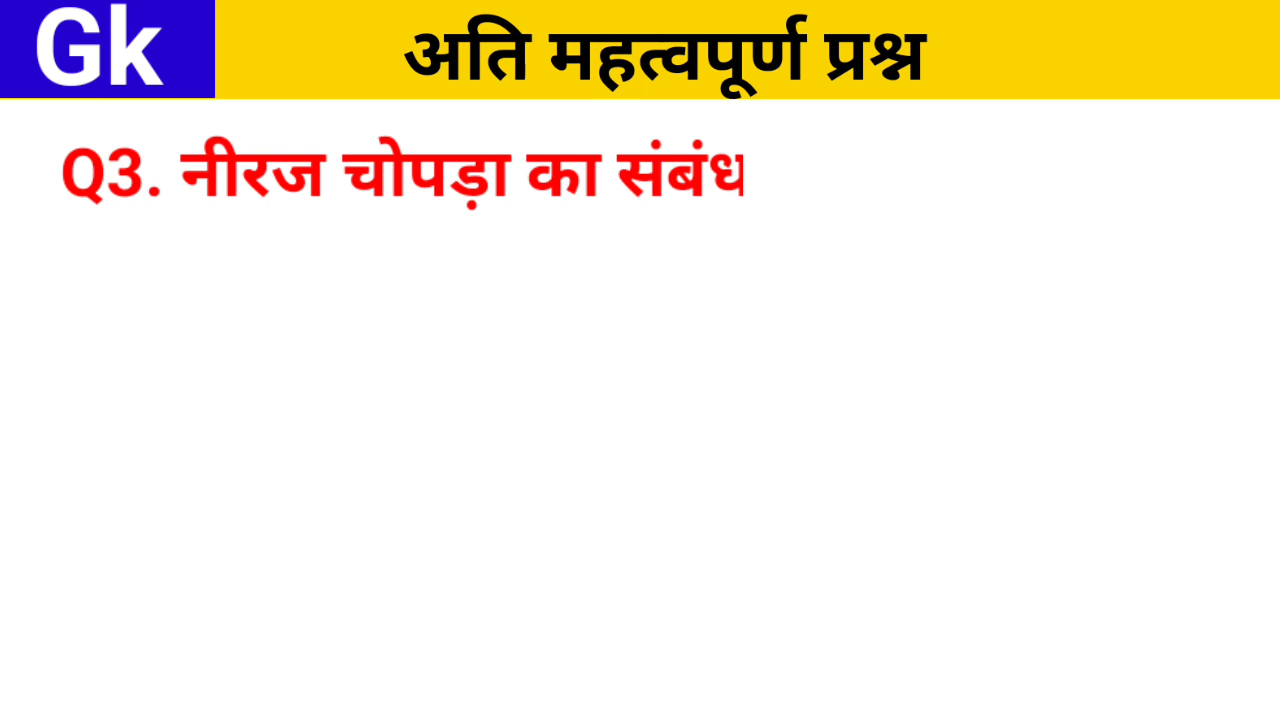 Gk
अति महत्वपूर्ण प्रश्न
Q3. नीरज चोपड़ा का संबंध